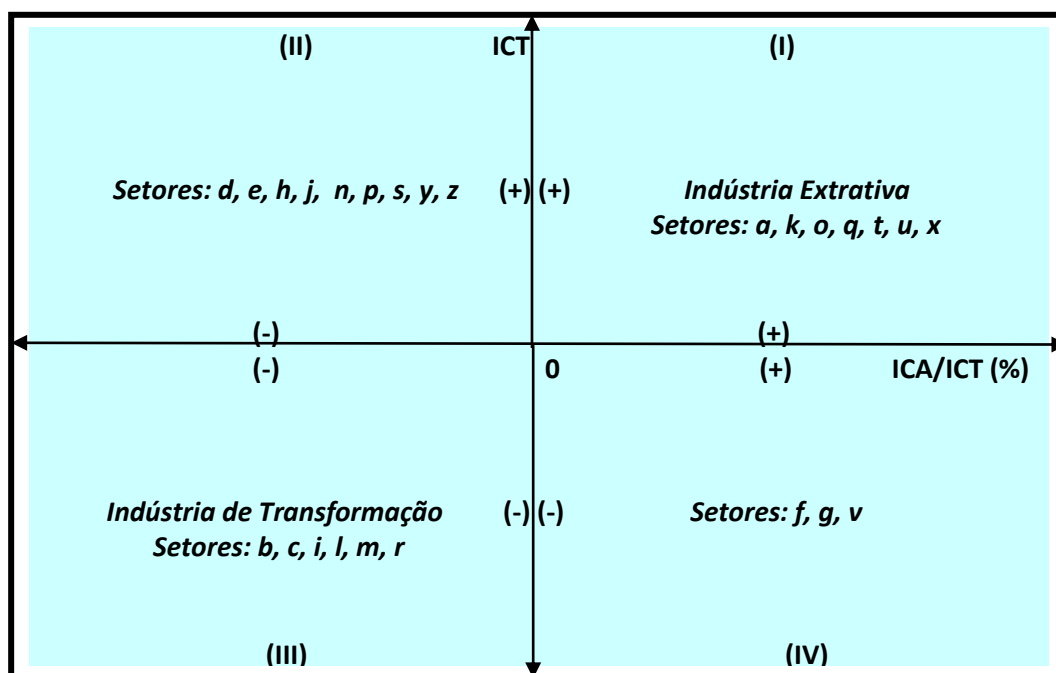 (II) ICT (I)
Setores: d, e, h, j, n, p, s, y, z (+) (+) Indústria Extrativa
Setores: a, k, o, q, t, u, x
(-) (+)
(-) 0 (+) ICA/ICT (%)
Indústria de Transformação (-) (-) Setores: f, g, v
Setores: b, c, i, l, m, r
(III) (IV)